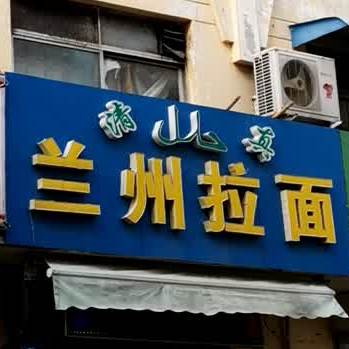 清 真
兰州拉面